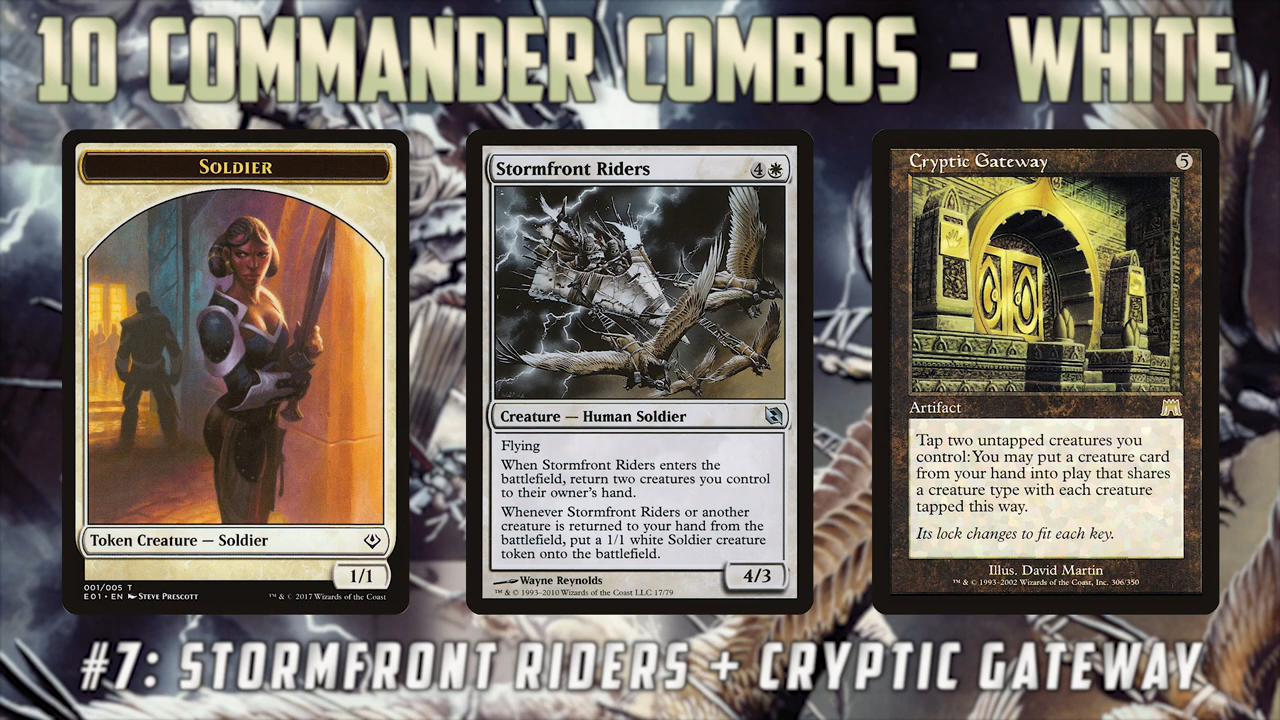 10 COMMANDER COMBOS - WHITE
SOLDIER
Token Creature — Soldier
1/1
001/005 T
E01 • EN STEVE PRESCOTT
™ & © 2017 Wizards of the Coast
Stormfront Riders
4
Creature — Human Soldier
Flying
When Stormfront Riders enters the
battlefield, return two creatures you control
to their owner's hand.
Whenever Stormfront Riders or another
creature is returned to your hand from the
battlefield, put a 1/1 white Soldier creature
token onto the battlefield.
Wayne Reynolds
™ & © 1993–2010 Wizards of the Coast LLC 17/79
4/3
Cryptic Gateway
5
Artifact
Tap two untapped creatures you
control: You may put a creature card
from your hand into play that shares
a creature type with each creature
tapped this way.
Its lock changes to fit each key.
Illus. David Martin
™ & © 1993–2002 Wizards of the Coast, Inc. 306/350
#7: STORMFRONT RIDERS + CRYPTIC GATEWAY